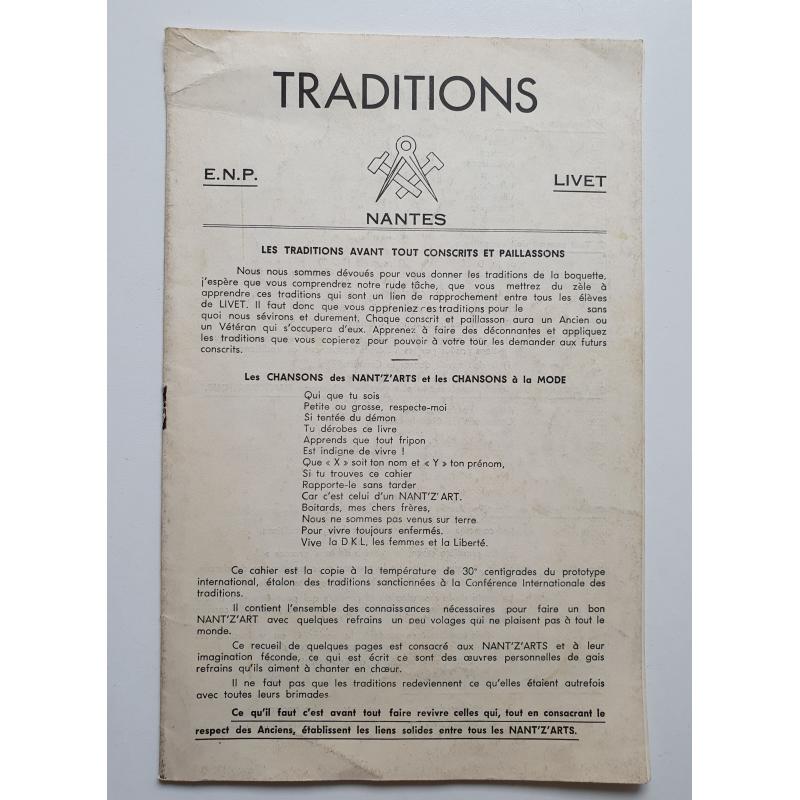 TRADITIONS
E.N.P.
LIVET
NANTES
LES TRADITIONS AVANT TOUT CONSCRITS ET PAILLASSONS
Nous nous sommes dévoués pour vous donner les traditions de la boquette,
j'espère que vous comprendrez notre rude tâche, que vous mettrez du zèle à
apprendre ces traditions qui sont un lien de rapprochement entre tous les élèves
de LIVET. Il faut donc que vous appreniez ces traditions pour le sans
quoi nous sévirons et durement. Chaque conscrit et paillasson aura un Ancien ou
un Vétéran qui s'occupera d'eux. Apprenez à faire des déconnantes et appliquez
les traditions que vous copierez pour pouvoir à votre tour les demander aux futurs
conscrits.
Les CHANSONS des NANT'Z'ARTS et les CHANSONS à la MODE
Qui que tu sois
Petite ou grosse, respecte-moi
Si tentée du démon
Tu dérobes ce livre
Apprends que tout fripon
Est indigne de vivre !
Que « X » soit ton nom et « Y » ton prénom,
Si tu trouves ce cahier
Rapporte-le sans tarder
Car c'est celui d'un NANT'Z'ART.
Boitards, mes chers frères,
Nous ne sommes pas venus sur terre
Pour vivre toujours enfermés.
Vive la D K L, les femmes et la Liberté.
Ce cahier est la copie à la température de 30° centigrades du prototype
international, étalon des traditions sanctionnées à la Conférence Internationale des
traditions.
Il contient l'ensemble des connaissances nécessaires pour faire un bon
NANT'Z'ART avec quelques refrains un peu volages qui ne plaisent pas à tout le
monde.
Ce recueil de quelques pages est consacré aux NANT'Z'ARTS et à leur
imagination féconde, ce qui est écrit ce sont des œuvres personnelles de gais
refrains qu'ils aiment à chanter en chœur.
Il ne faut pas que les traditions redeviennent ce qu'elles étaient autrefois
avec toutes leurs brimades
Ce qu'il faut c'est avant tout faire revivre celles qui, tout en consacrant le
respect des Anciens, établissent les liens solides entre tous les NANT'Z'ARTS.